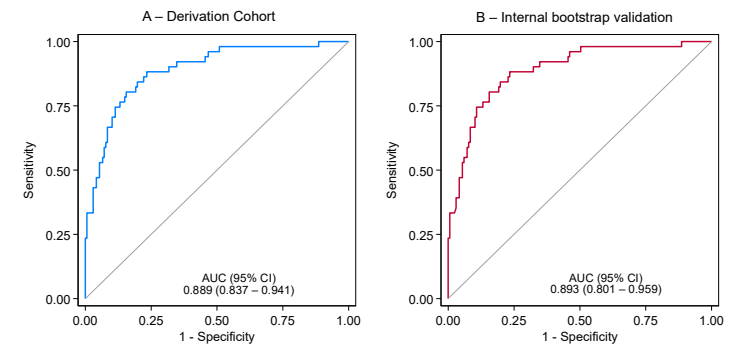 A – Derivation Cohort
1.00
0.75
0.50
0.25
0.00
Sensitivity
AUC (95% CI)
0.889 (0.837 – 0.941)
0.00
0.25
0.50
0.75
1.00
1 - Specificity
B – Internal bootstrap validation
1.00
0.75
0.50
0.25
0.00
Sensitivity
AUC (95% CI)
0.893 (0.801 – 0.959)
0.00
0.25
0.50
0.75
1.00
1 - Specificity